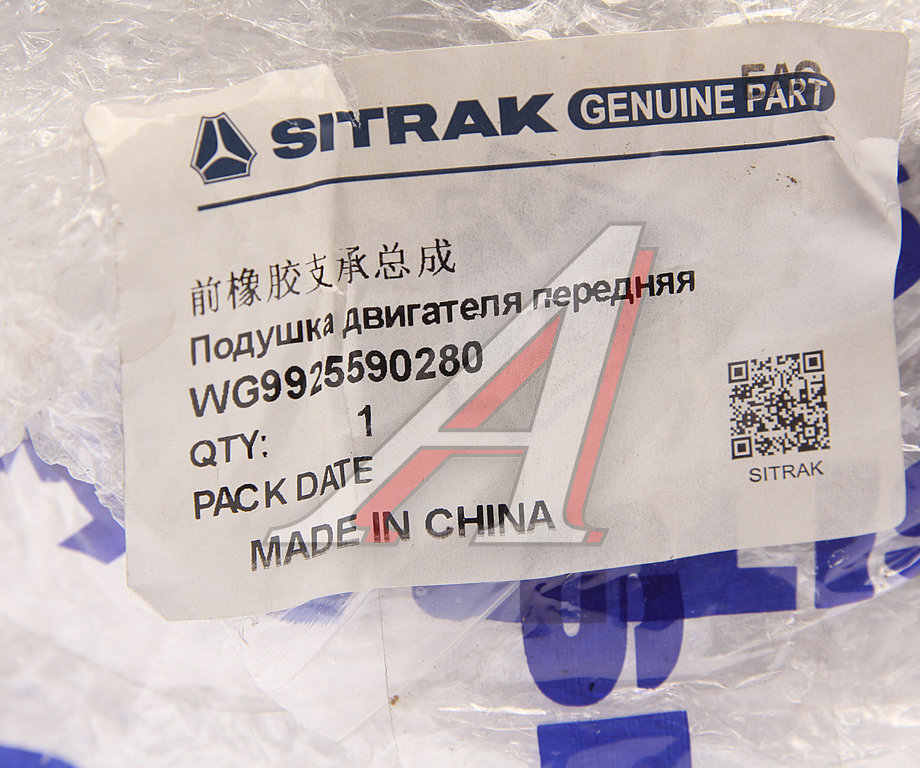 EAC
SITRAK GENUINE PART
前橡胶支承总成
Подушка двигателя передняя
WG9925590280
QTY: 1
PACK DATE
MADE IN CHINA
SITRAK